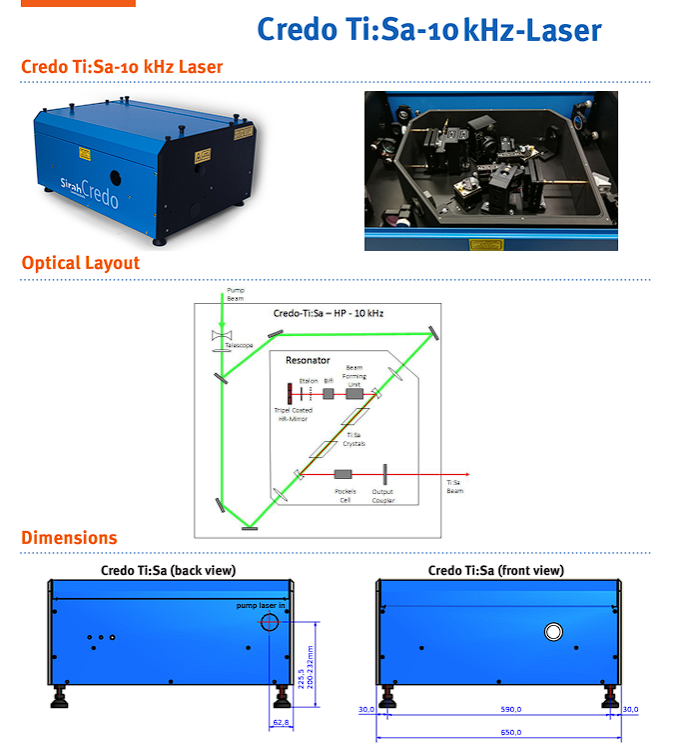 Credo Ti:Sa-10 kHz-Laser
Credo Ti:Sa-10 kHz Laser
Sirah Credo
Optical Layout
Pump
Beam
Credo-Ti:Sa – HP - 10 kHz
Telescope
Resonator
Beam
Forming
Unit
Etalon
Bifi
Tripel Coated
HR-Mirror
Ti:Sa
Crystals
Pockels
Cell
Output
Coupler
Ti:Sa
Beam
Dimensions
Credo Ti:Sa (back view)
Credo Ti:Sa (front view)
pump laser in
225,5
200-232mm
62,8
30,0
590,0
30,0
650,0